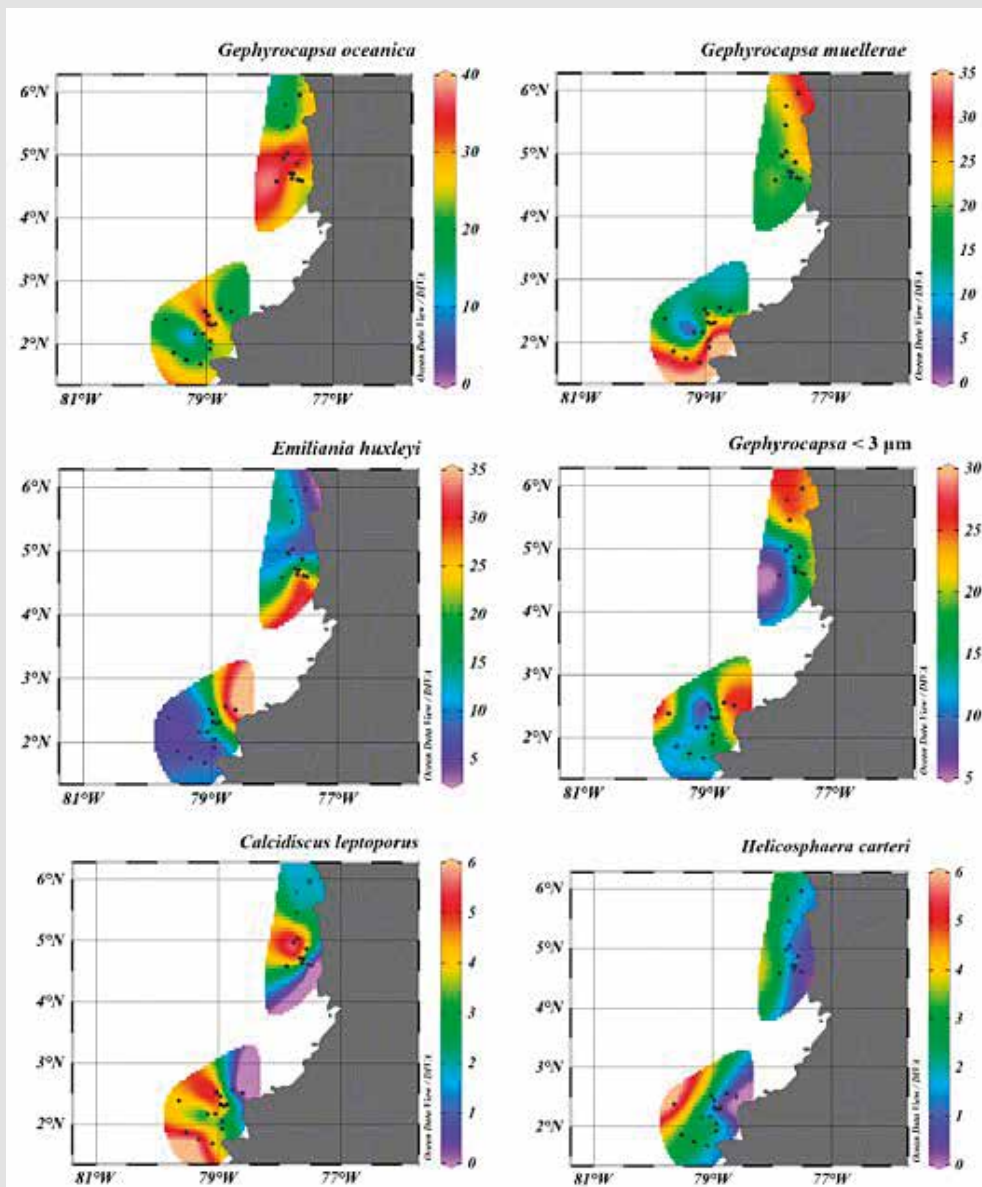 Gephyrocapsa oceanica
6°N
5°N
4°N
3°N
2°N
81°W 79°W 77°W
40
30
20
10
0
Ocean Data View / DIVA
Gephyrocapsa muellerae
6°N
5°N
4°N
3°N
2°N
81°W 79°W 77°W
35
30
25
20
15
10
5
0
Ocean Data View / DIVA
Emiliania huxleyi
6°N
5°N
4°N
3°N
2°N
81°W 79°W 77°W
35
30
25
20
15
10
5
Ocean Data View / DIVA
Gephyrocapsa < 3 µm
6°N
5°N
4°N
3°N
2°N
81°W 79°W 77°W
30
25
20
15
10
5
Ocean Data View / DIVA
Calcidiscus leptoporus
6°N
5°N
4°N
3°N
2°N
81°W 79°W 77°W
6
5
4
3
2
1
0
Ocean Data View / DIVA
Helicosphaera carteri
6°N
5°N
4°N
3°N
2°N
81°W 79°W 77°W
6
5
4
3
2
1
0
Ocean Data View / DIVA